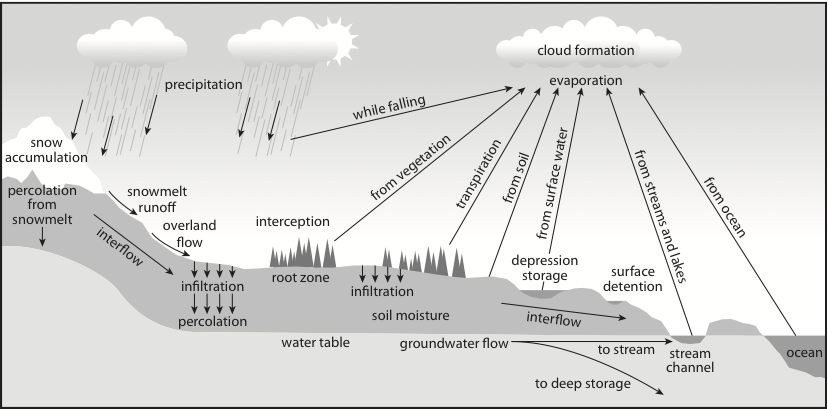 cloud formation
evaporation
precipitation
while falling
snow
accumulation
from vegetation
transpiration
from soil
from surface water
from streams and lakes
from ocean
percolation
from
snowmelt
snowmelt
runoff
interception
overland
flow
interflow
depression
storage
surface
detention
root zone
infiltration
infiltration
percolation
soil moisture
interflow
water table
groundwater flow
to stream
stream
channel
ocean
to deep storage